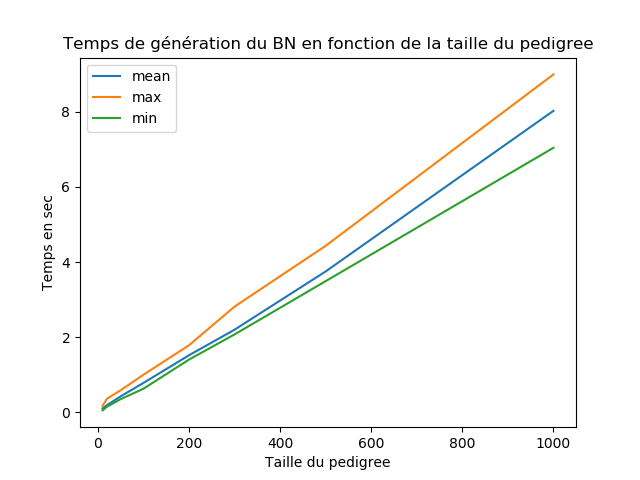 Temps de génération du BN en fonction de la taille du pedigree
mean
max
min
8
6
4
2
0
Temps en sec
0 200 400 600 800 1000
Taille du pedigree